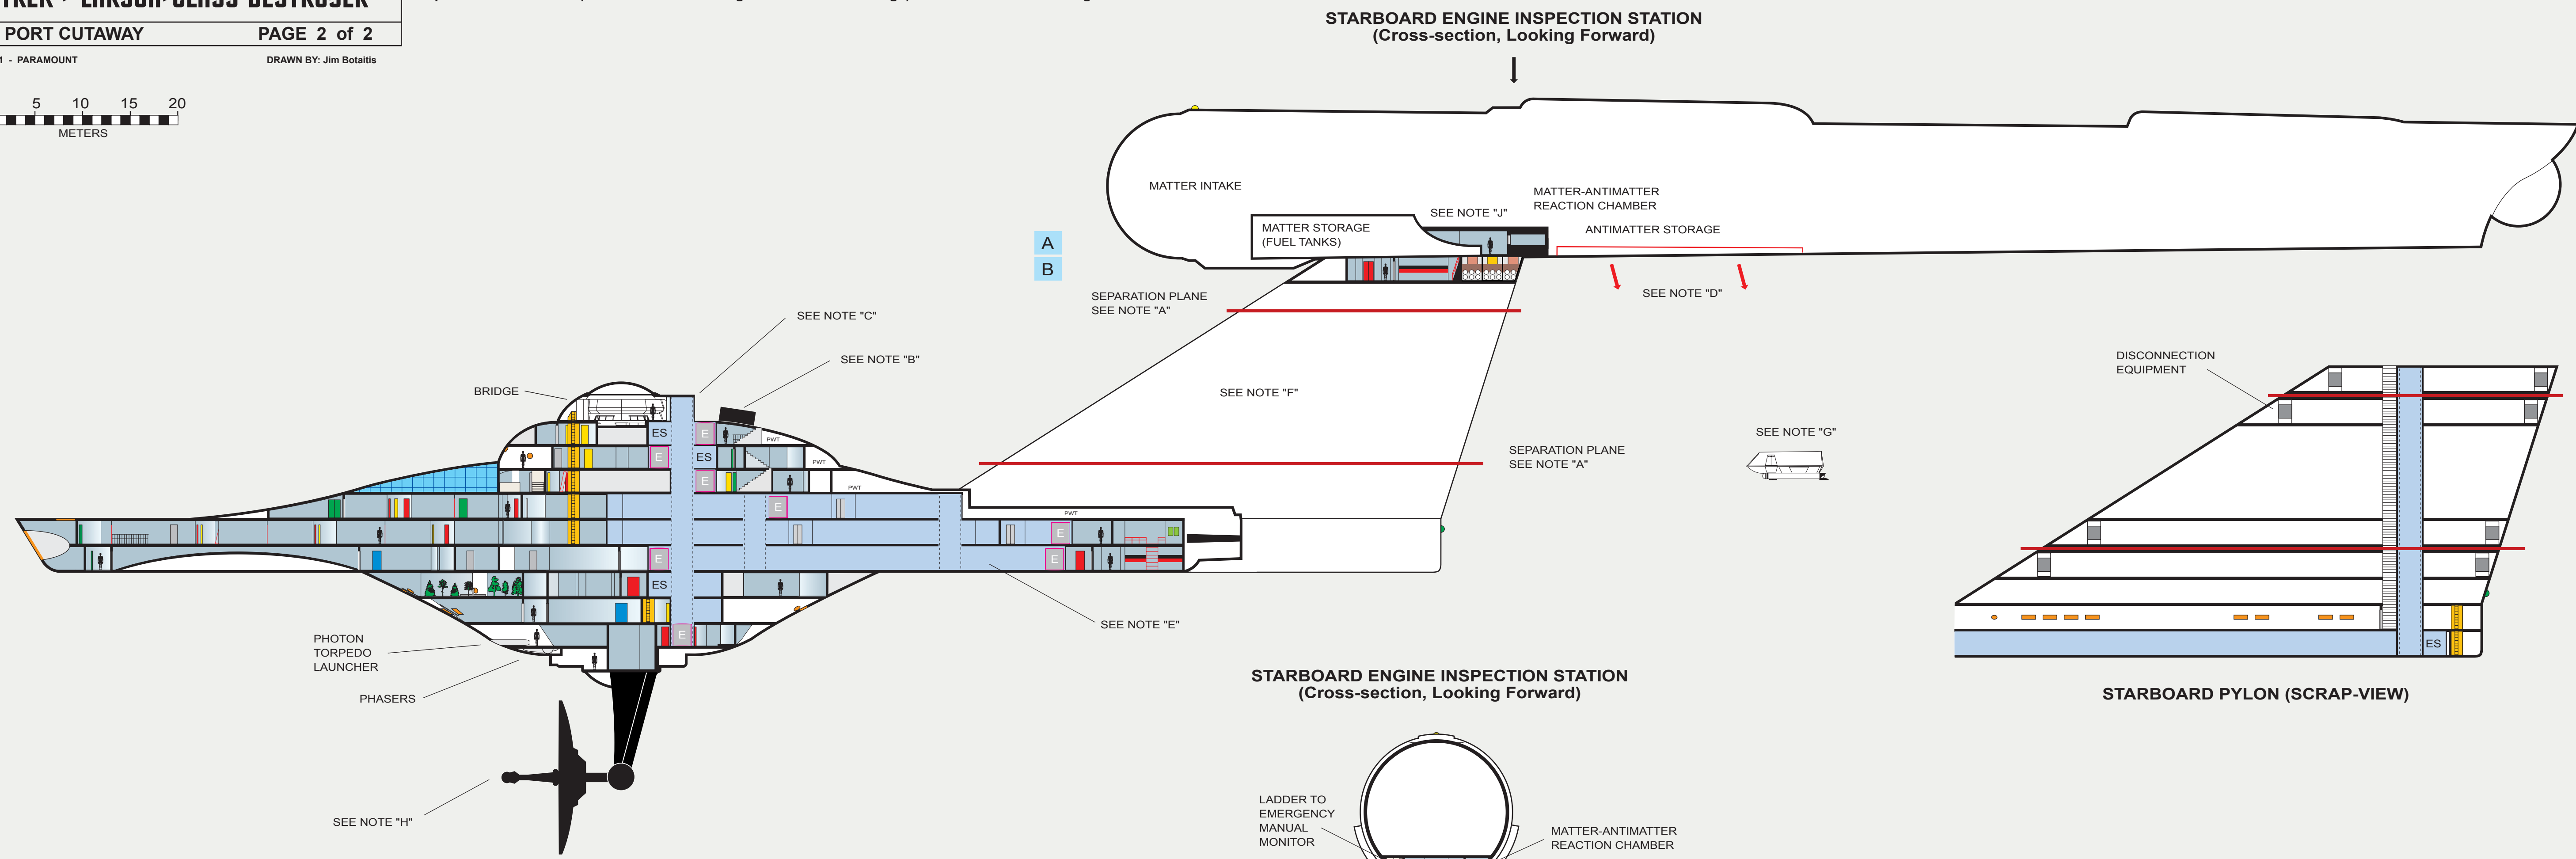 TREK > LARSON-CLASS DESTROYER
PORT CUTAWAY PAGE 2 of 2
- PARAMOUNT DRAWN BY: Jim Botaitis
5 10 15 20
METERS
STARBOARD ENGINE INSPECTION STATION
(Cross-section, Looking Forward)
MATTER INTAKE
MATTER-ANTIMATTER
REACTION CHAMBER
SEE NOTE "J"
MATTER STORAGE
(FUEL TANKS)
ANTIMATTER STORAGE
A
B
SEPARATION PLANE
SEE NOTE "A"
SEE NOTE "D"
SEE NOTE "C"
SEE NOTE "B"
BRIDGE
SEE NOTE "F"
DISCONNECTION
EQUIPMENT
SEE NOTE "G"
SEPARATION PLANE
SEE NOTE "A"
ES E PWT
E ES PWT
E PWT
E PWT
E
E E
ES
E
SEE NOTE "E"
PHOTON
TORPEDO
LAUNCHER
PHASERS
SEE NOTE "H"
ES
STARBOARD PYLON (SCRAP-VIEW)
STARBOARD ENGINE INSPECTION STATION
(Cross-section, Looking Forward)
LADDER TO
EMERGENCY
MANUAL
MONITOR
MATTER-ANTIMATTER
REACTION CHAMBER